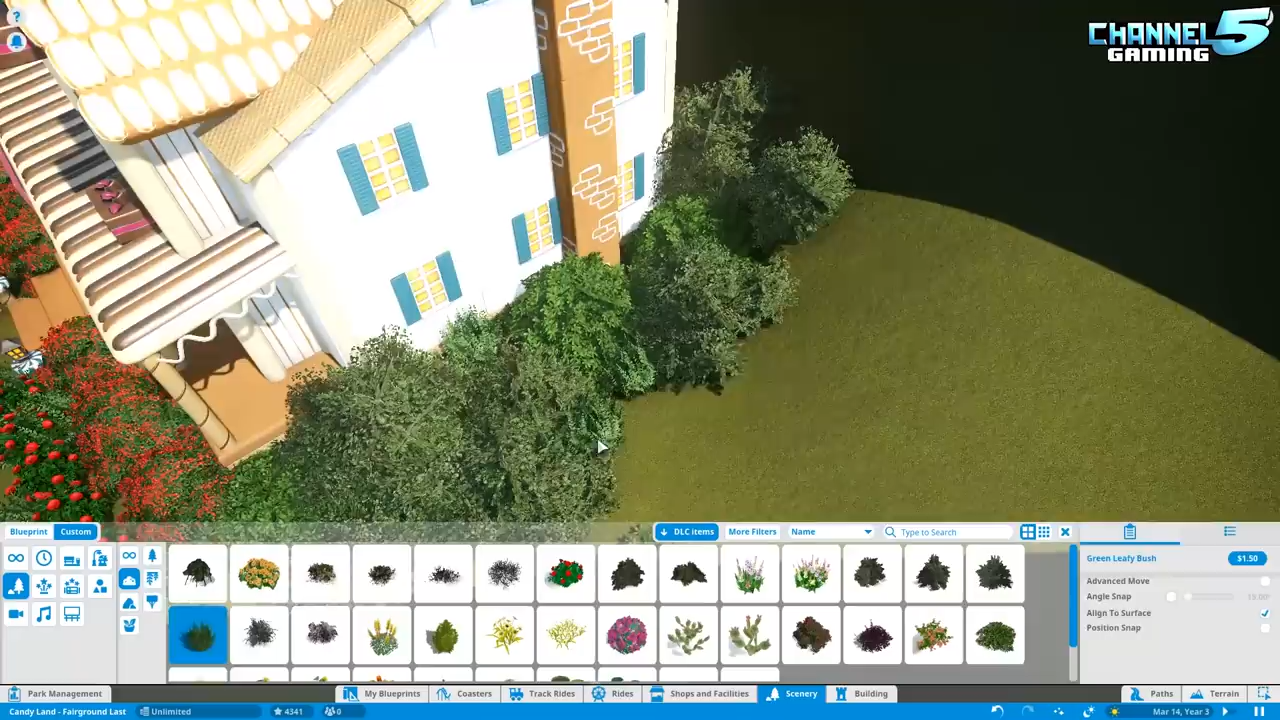 CHANNEL 5
GAMING
Blueprint
Custom
DLC items
More Filters
Name
Type to Search
Green Leafy Bush
$1.50
Advanced Move
Angle Snap
Align To Surface
Position Snap
Park Management
My Blueprints
Coasters
Track Rides
Rides
Shops and Facilities
Scenery
Building
Paths
Terrain
Candy Land - Fairground Last
Unlimited
4341
0
Mar 14, Year 3